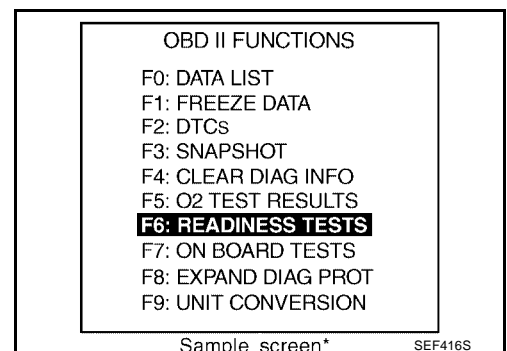 OBD II FUNCTIONS
F0: DATA LIST
F1: FREEZE DATA
F2: DTCs
F3: SNAPSHOT
F4: CLEAR DIAG INFO
F5: O2 TEST RESULTS
F6: READINESS TESTS
F7: ON BOARD TESTS
F8: EXPAND DIAG PROT
F9: UNIT CONVERSION
Sample screen* SEF416S